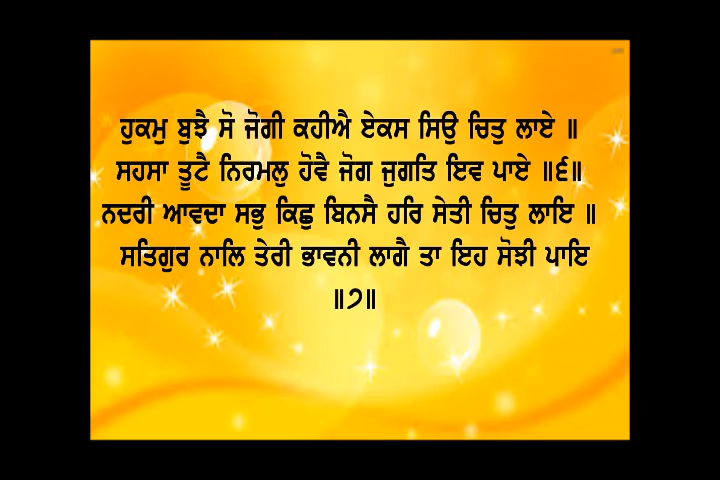 ਹੁਕਮੁ ਬੁਝੈ ਸੋ ਜੋਗੀ ਕਹੀਐ ਏਕਸ ਸਿਉ ਚਿਤੁ ਲਾਏ ॥
ਸਹਸਾ ਤੂਟੈ ਨਿਰਮਲੁ ਹੋਵੈ ਜੋਗ ਜੁਗਤਿ ਇਵ ਪਾਏ ॥੬॥
ਨਦਰੀ ਆਵਦਾ ਸਭੁ ਕਿਛੁ ਬਿਨਸੈ ਹਰਿ ਸੇਤੀ ਚਿਤੁ ਲਾਇ ॥
ਸਤਿਗੁਰ ਨਾਲਿ ਤੇਰੀ ਭਾਵਨੀ ਲਾਗੈ ਤਾ ਇਹ ਸੋਝੀ ਪਾਇ
॥੭॥